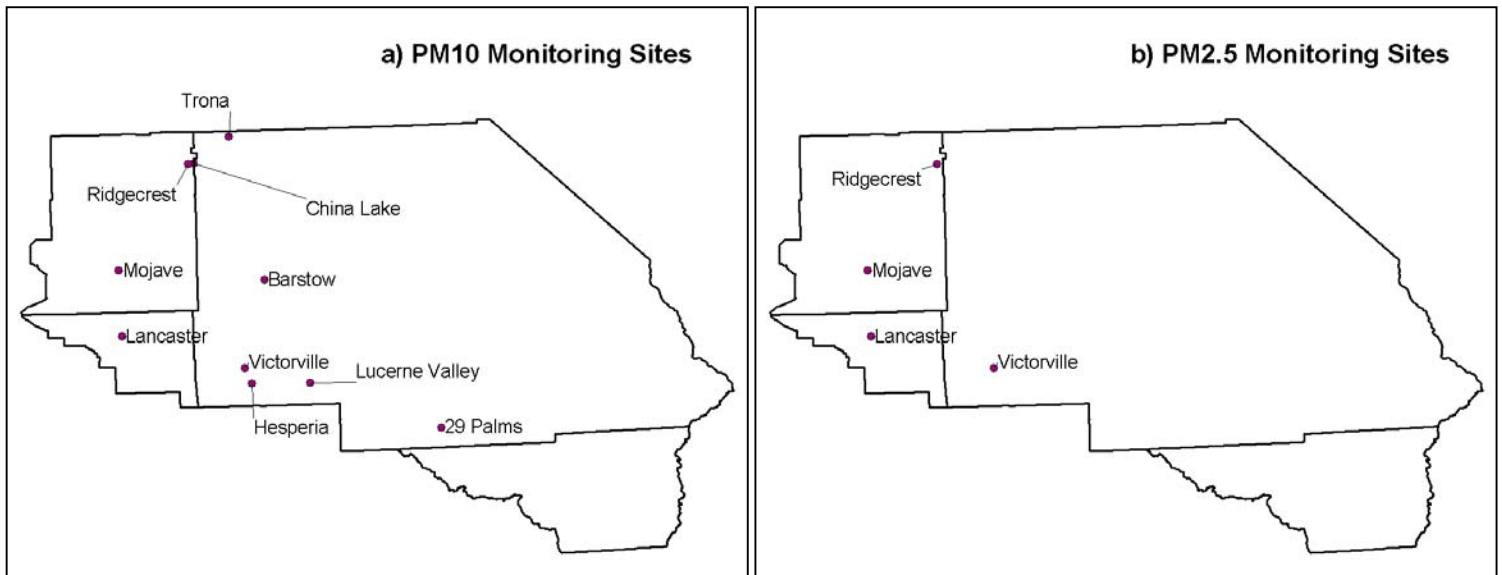 a) PM10 Monitoring Sites
Trona
Ridgecrest
China Lake
Mojave
Barstow
Lancaster
Victorville
Lucerne Valley
Hesperia
29 Palms
b) PM2.5 Monitoring Sites
Ridgecrest
Mojave
Lancaster
Victorville